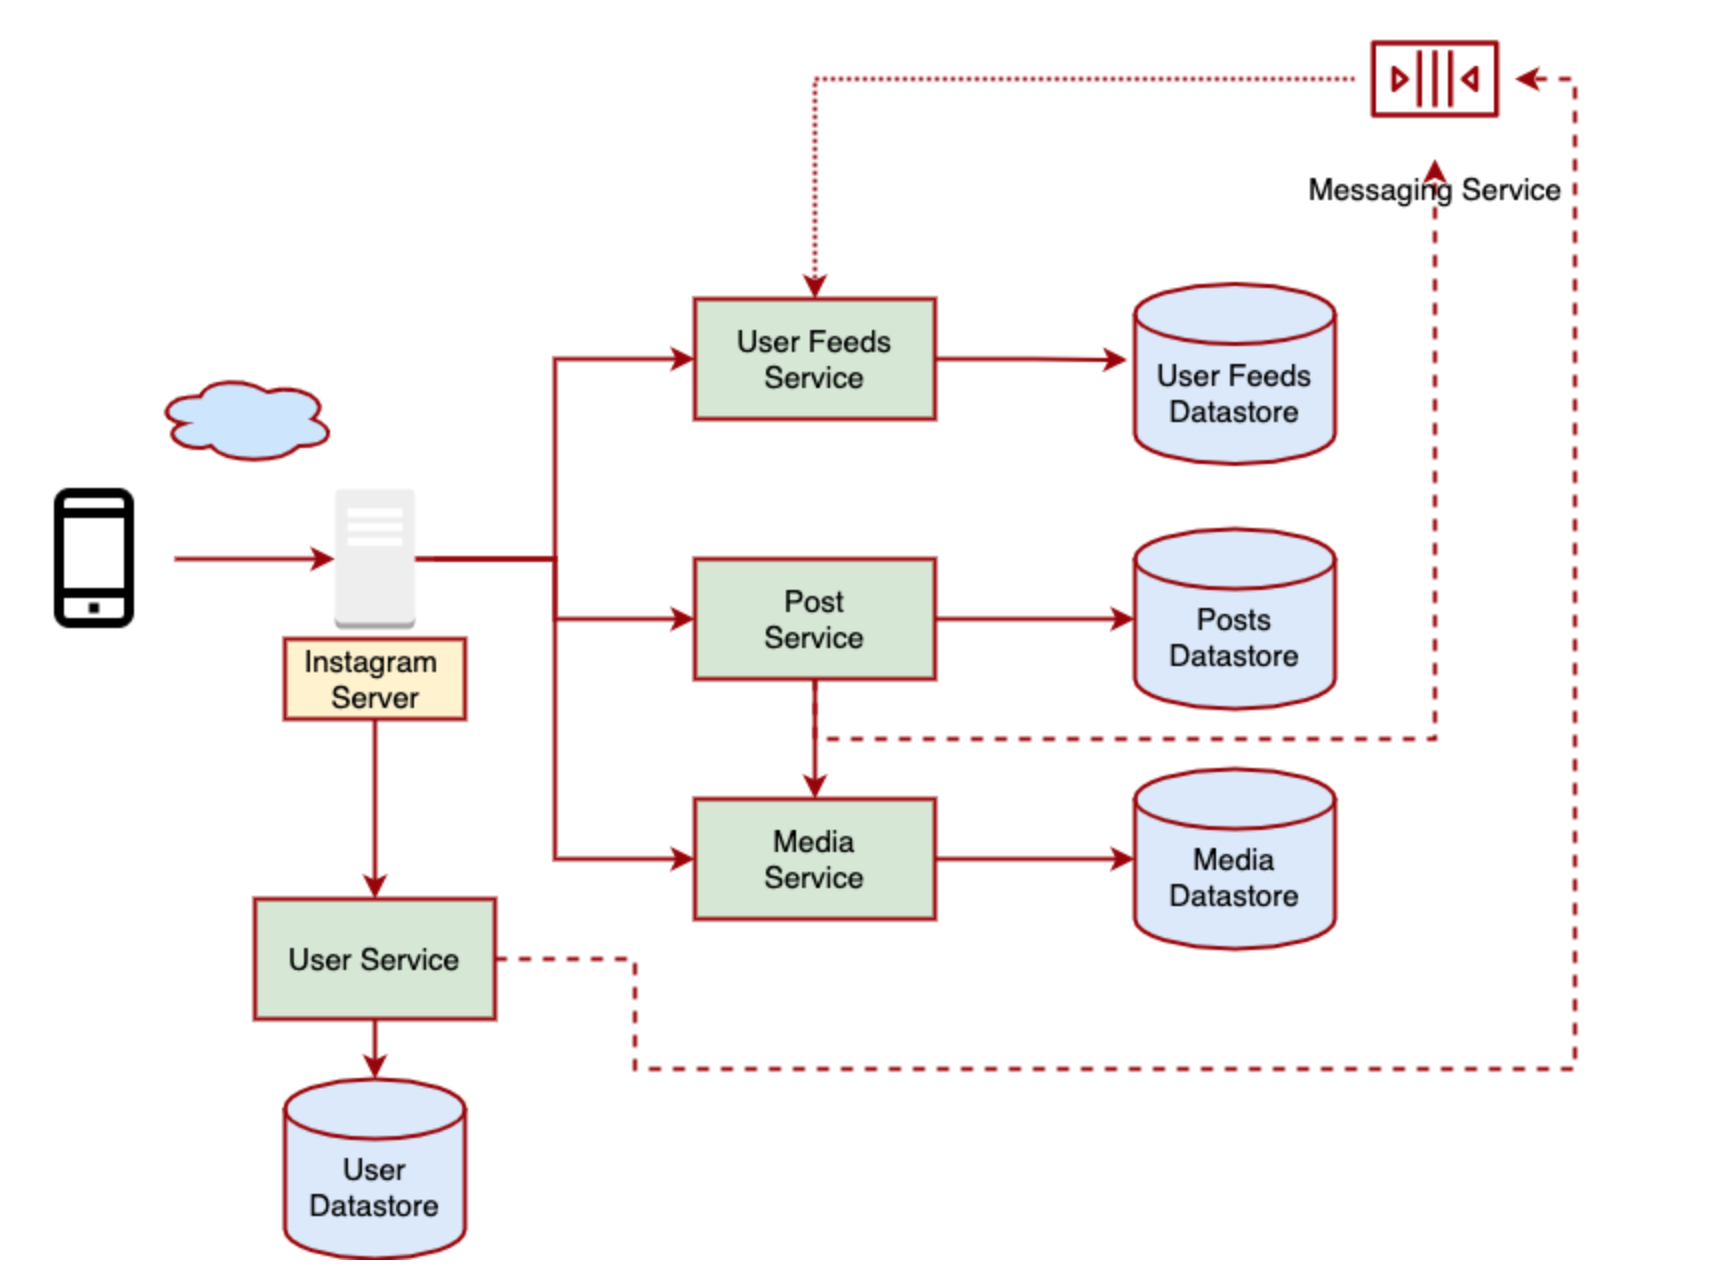 Messaging Service
User Feeds
Service
User Feeds
Datastore
Post
Service
Posts
Datastore
Instagram
Server
Media
Service
Media
Datastore
User Service
User
Datastore